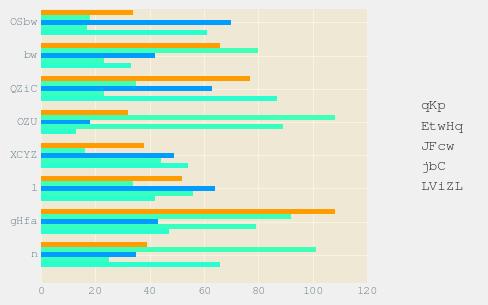 OSbw
bw
QZiC
OZU
XCYZ
l
gHfa
n
0 20 40 60 80 100 120
qKp
EtwHq
JFcw
jbC
LViZL